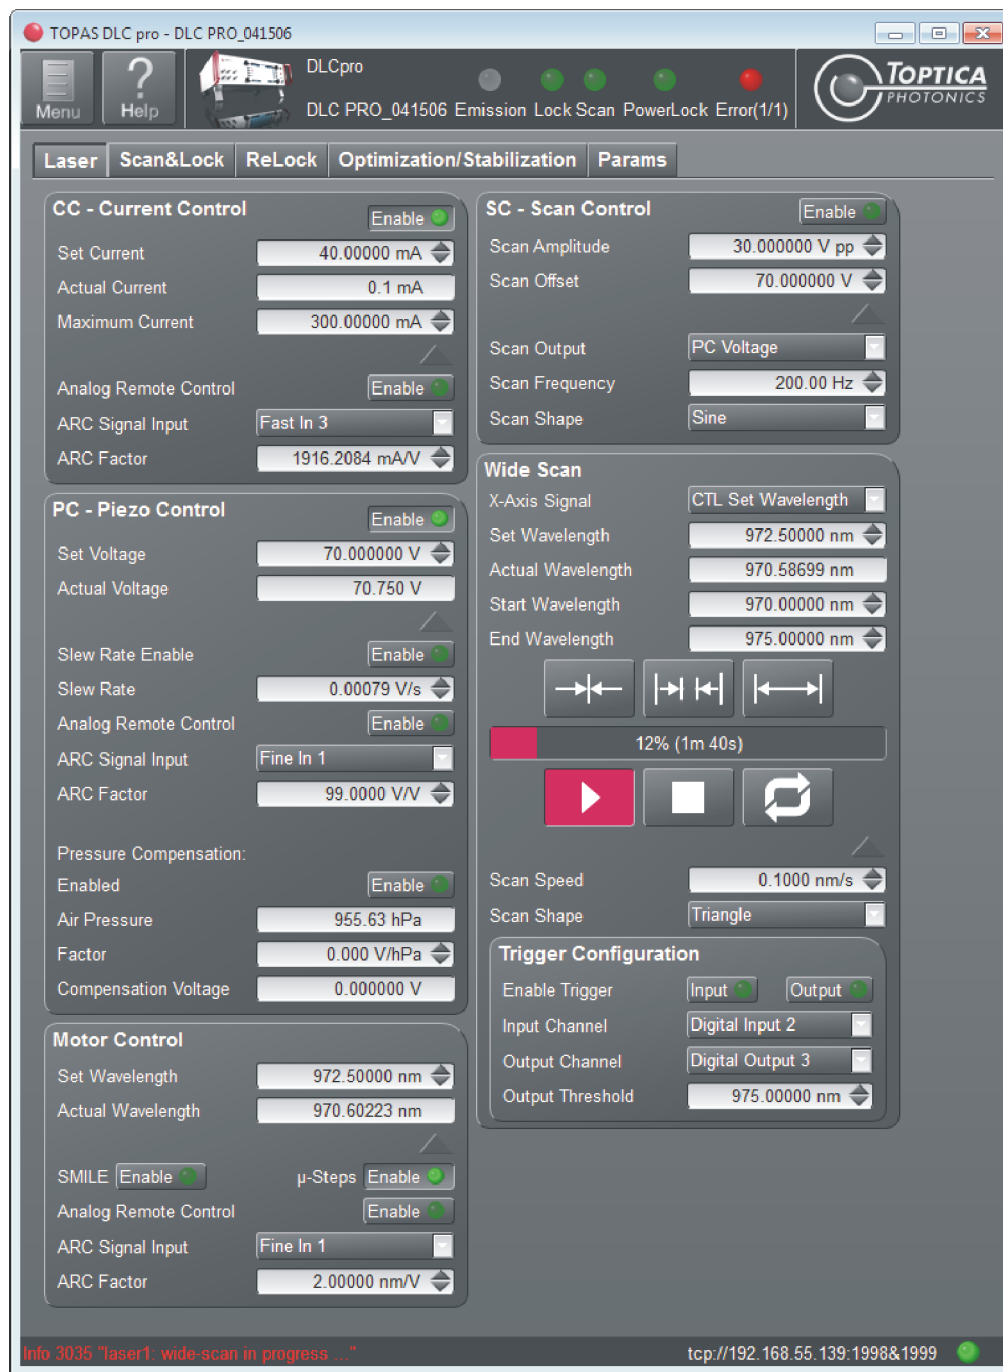 TOPAS DLC pro - DLC PRO_041506
Menu
Help
DLCpro
DLC PRO_041506
Emission
Lock
Scan
PowerLock
Error(1/1)
TOPTICA
PHOTONICS
Laser
Scan&Lock
ReLock
Optimization/Stabilization
Params
CC - Current Control
Enable
Set Current
40.00000 mA
Actual Current
0.1 mA
Maximum Current
300.00000 mA
Analog Remote Control
Enable
ARC Signal Input
Fast In 3
ARC Factor
1916.2084 mA/V
PC - Piezo Control
Enable
Set Voltage
70.000000 V
Actual Voltage
70.750 V
Slew Rate Enable
Enable
Slew Rate
0.00079 V/s
Analog Remote Control
Enable
ARC Signal Input
Fine In 1
ARC Factor
99.0000 V/V
Pressure Compensation:
Enabled
Enable
Air Pressure
955.63 hPa
Factor
0.000 V/hPa
Compensation Voltage
0.000000 V
Motor Control
Set Wavelength
972.50000 nm
Actual Wavelength
970.60223 nm
SMILE
Enable
µ-Steps
Enable
Analog Remote Control
Enable
ARC Signal Input
Fine In 1
ARC Factor
2.00000 nm/V
SC - Scan Control
Enable
Scan Amplitude
30.000000 V pp
Scan Offset
70.000000 V
Scan Output
PC Voltage
Scan Frequency
200.00 Hz
Scan Shape
Sine
Wide Scan
X-Axis Signal
CTL Set Wavelength
Set Wavelength
972.50000 nm
Actual Wavelength
970.58699 nm
Start Wavelength
970.00000 nm
End Wavelength
975.00000 nm
12% (1m 40s)
Scan Speed
0.1000 nm/s
Scan Shape
Triangle
Trigger Configuration
Enable Trigger
Input
Output
Input Channel
Digital Input 2
Output Channel
Digital Output 3
Output Threshold
975.00000 nm
Info 3035 "laser1: wide-scan in progress ..."
tcp://192.168.55.139:1998&1999